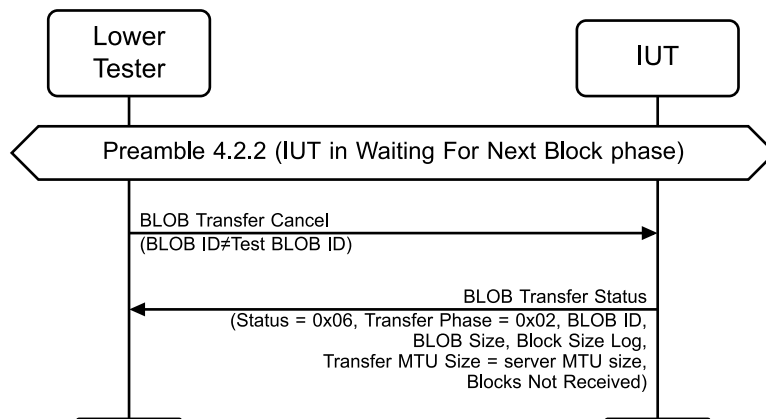 Lower
Tester
IUT
Preamble 4.2.2 (IUT in Waiting For Next Block phase)
BLOB Transfer Cancel
(BLOB ID≠Test BLOB ID)
BLOB Transfer Status
(Status = 0x06, Transfer Phase = 0x02, BLOB ID,
BLOB Size, Block Size Log,
Transfer MTU Size = server MTU size,
Blocks Not Received)